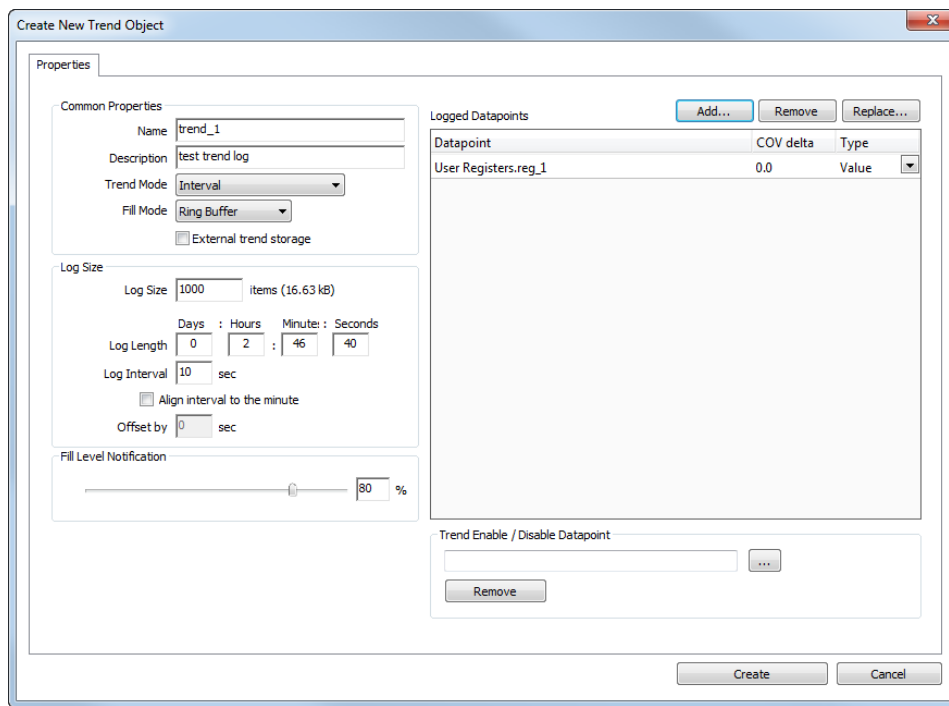 Create New Trend Object
Properties
Common Properties
Name trend_1
Description test trend log
Trend Mode Interval
Fill Mode Ring Buffer
External trend storage
Log Size
Log Size 1000 items (16.63 kB)
Days : Hours Minute: : Seconds
Log Length 0 2 : 46 40
Log Interval 10 sec
Align interval to the minute
Offset by 0 sec
Fill Level Notification
80 %
Logged Datapoints Add... Remove Replace...
Datapoint COV delta Type
User Registers.reg_1 0.0 Value
Trend Enable / Disable Datapoint
...
Remove
Create Cancel